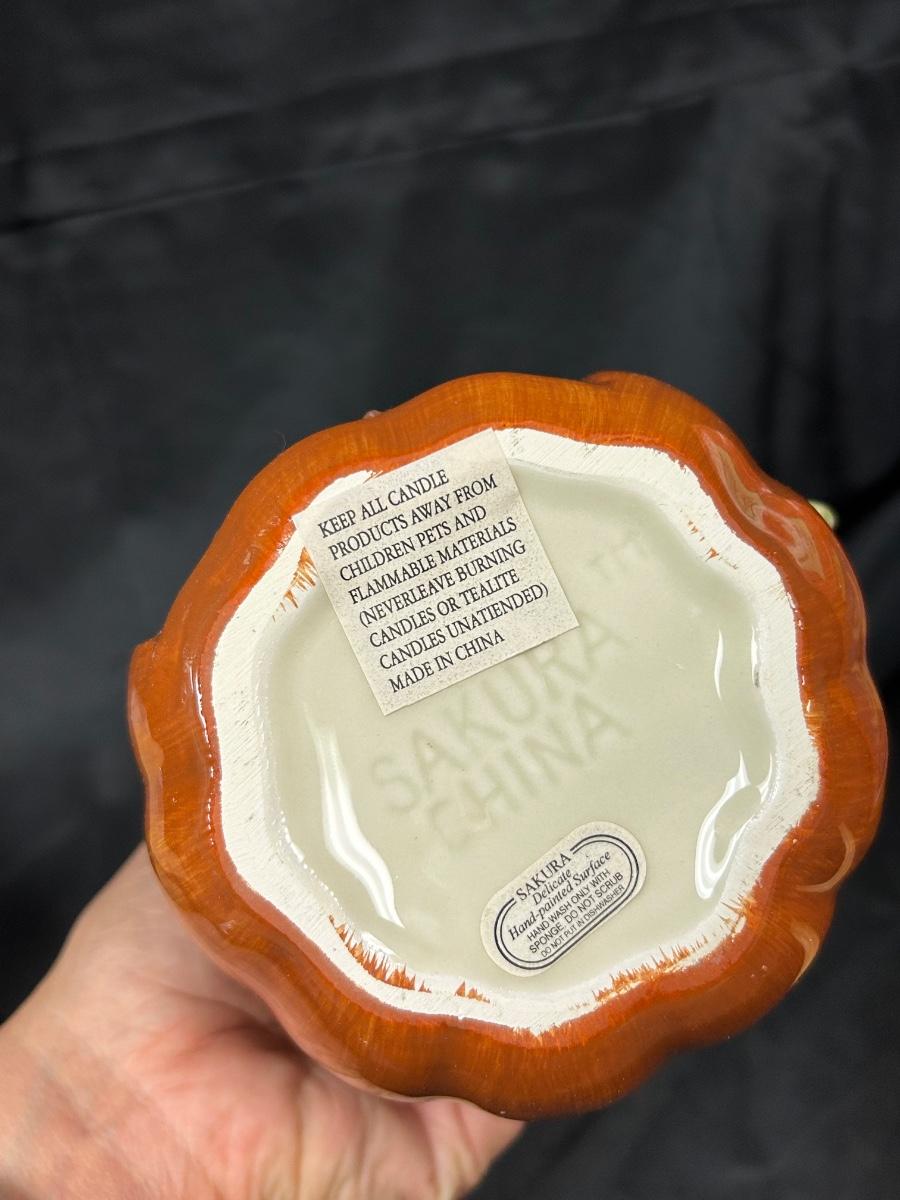 KEEP ALL CANDLE
PRODUCTS AWAY FROM
CHILDREN PETS AND
FLAMMABLE MATERIALS
(NEVERLEAVE BURNING
CANDLES OR TEALITE
CANDLES UNATIENDED)
MADE IN CHINA
TM
SAKURA
CHINA
SAKURA
Delicate
Hand-painted Surface
HAND WASH ONLY WITH
SPONGE. DO NOT SCRUB
DO NOT PUT IN DISHWASHER